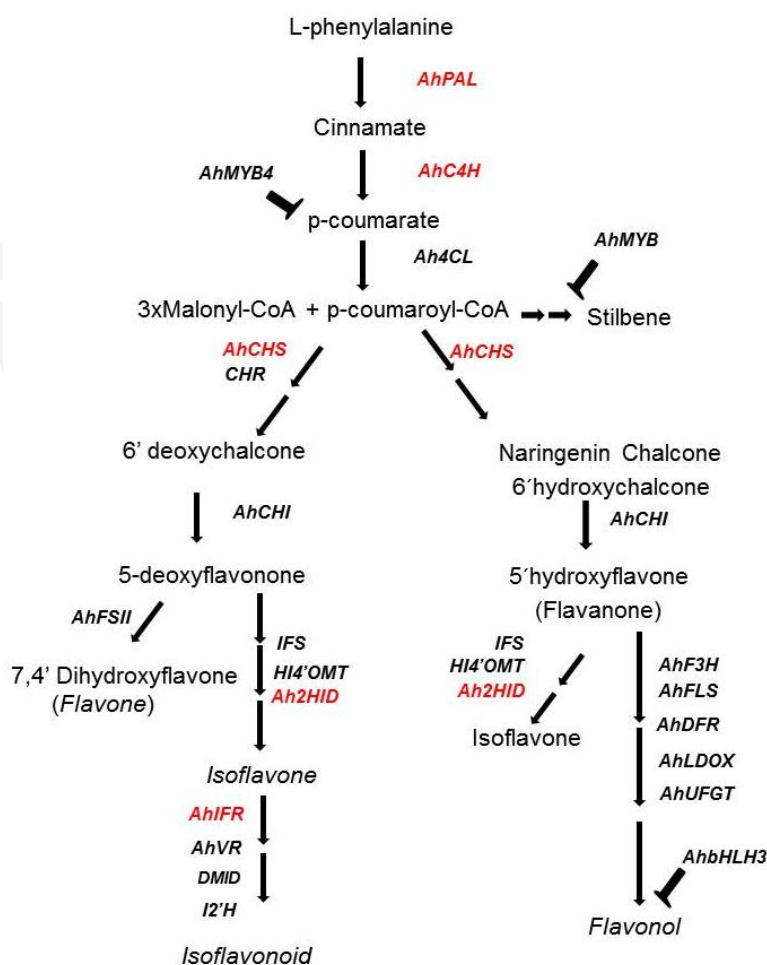 L-phenylalanine
AhPAL
Cinnamate
AhMYB4
AhC4H
p-coumarate
AhMYB
Ah4CL
3xMalonyl-CoA + p-coumaroyl-CoA
Stilbene
AhCHS
CHR
AhCHS
6' deoxychalcone
Naringenin Chalcone
6´hydroxychalcone
AhCHI
AhCHI
5-deoxyflavonone
5´hydroxyflavone
(Flavanone)
AhFSII
IFS
HI4'OMT
Ah2HID
7,4' Dihydroxyflavone
(Flavone)
IFS
HI4'OMT
Ah2HID
Isoflavone
AhF3H
AhFLS
AhDFR
AhLDOX
AhUFGT
Isoflavone
AhIFR
AhVR
DMID
I2'H
Isoflavonoid
AhbHLH3
Flavonol